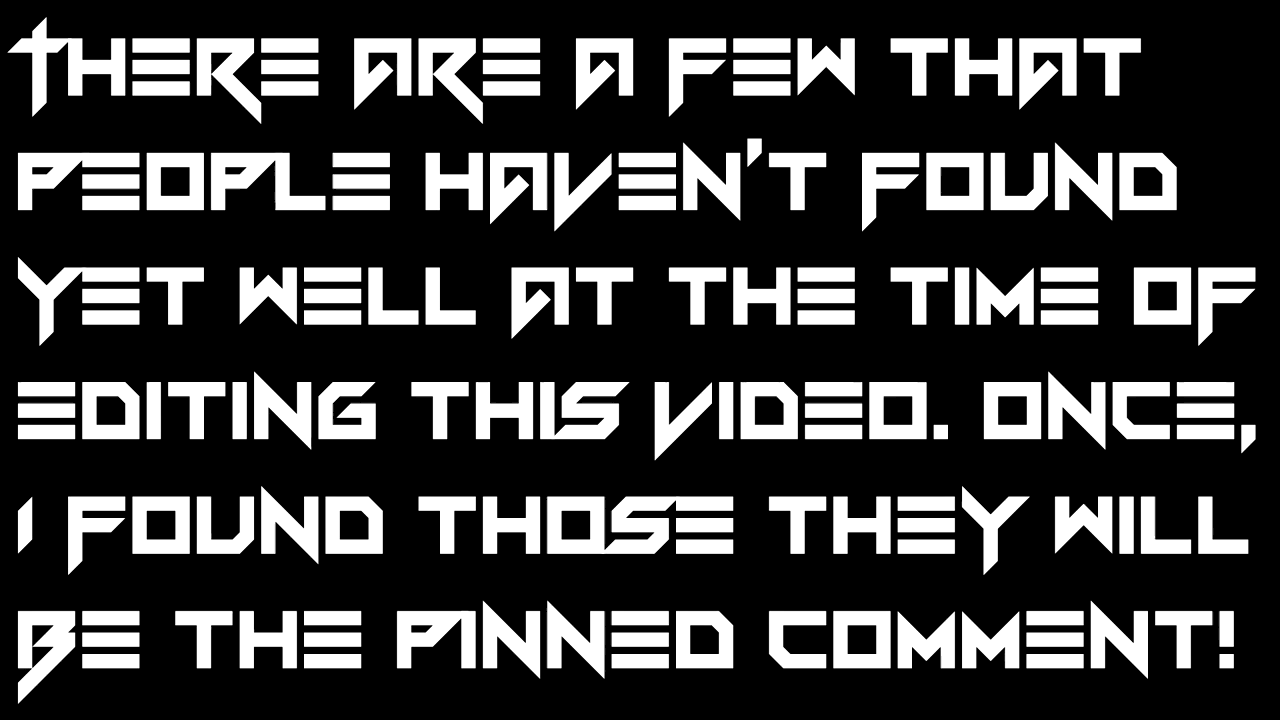 There are a few that
people haven't found
yet well at the time of
editing this video. Once,
i found those they will
be the pinned comment!